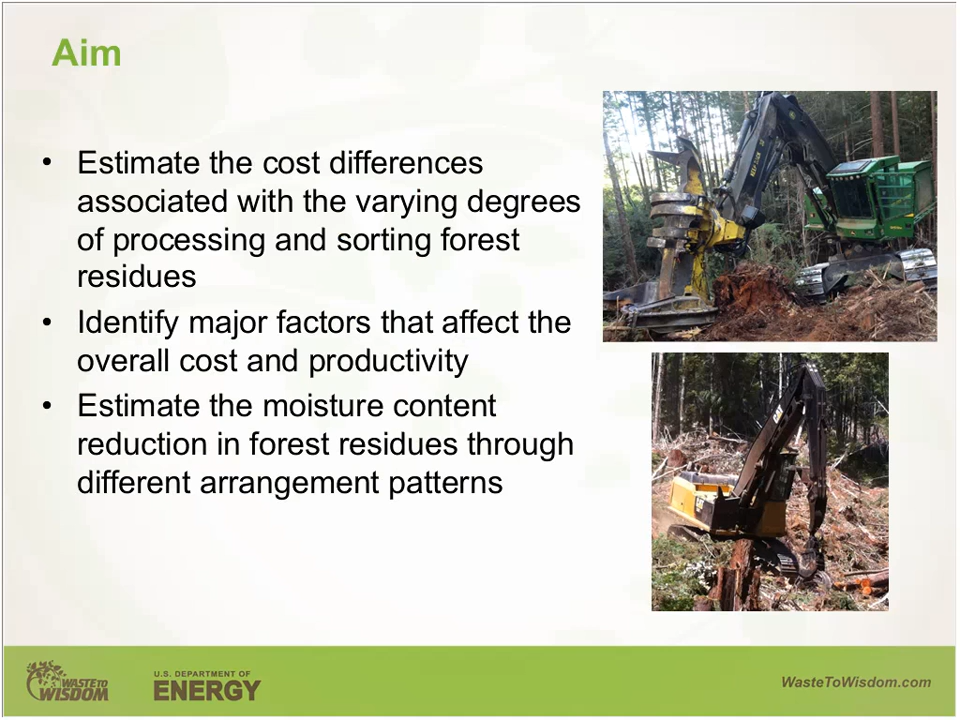 Aim
• Estimate the cost differences
associated with the varying degrees
of processing and sorting forest
residues
• Identify major factors that affect the
overall cost and productivity
• Estimate the moisture content
reduction in forest residues through
different arrangement patterns
CAT
WASTE TO
WISDOM
U.S. DEPARTMENT OF
ENERGY
WasteToWisdom.com